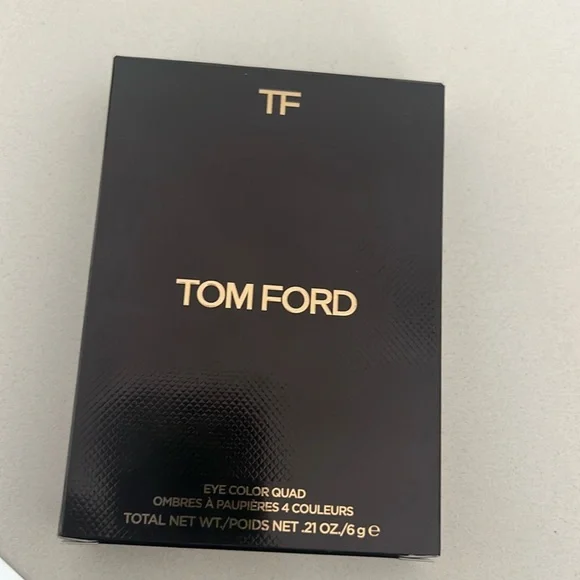 TF
TOM FORD
EYE COLOR QUAD
OMBRES À PAUPIÈRES 4 COULEURS
TOTAL NET WT./POIDS NET .21 OZ./6 g ℮